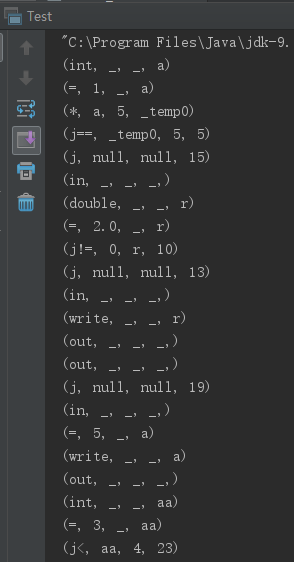 Test
"C:\Program Files\Java\jdk-9.
(int, _, _, a)
(=, 1, _, a)
(*, a, 5, _temp0)
(j==, _temp0, 5, 5)
(j, null, null, 15)
(in, _, _, _,)
(double, _, _, r)
(=, 2.0, _, r)
(j!=, 0, r, 10)
(j, null, null, 13)
(in, _, _, _,)
(write, _, _, r)
(out, _, _, _,)
(out, _, _, _,)
(j, null, null, 19)
(in, _, _, _,)
(=, 5, _, a)
(write, _, _, a)
(out, _, _, _,)
(int, _, _, aa)
(=, 3, _, aa)
(j<, aa, 4, 23)